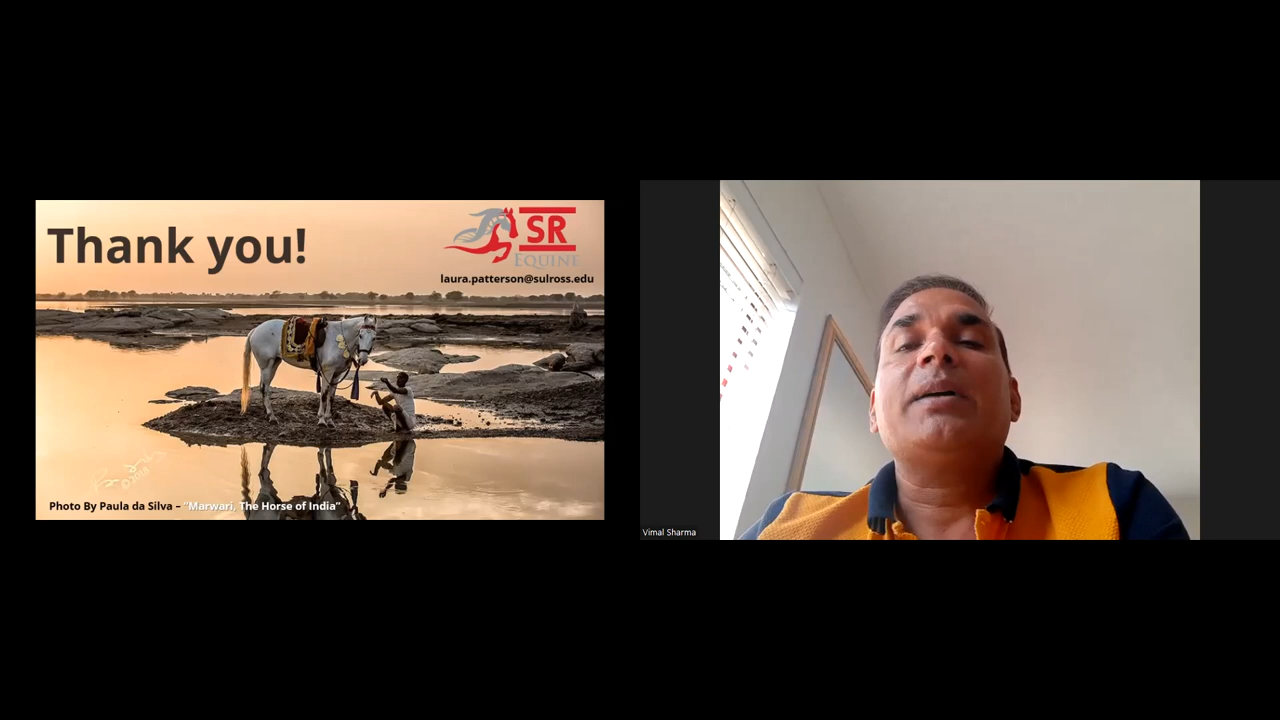 Thank you!
SR
EQUINE
laura.patterson@sulross.edu
©2018
Photo By Paula da Silva – "Marwari, The Horse of India"
Vimal Sharma